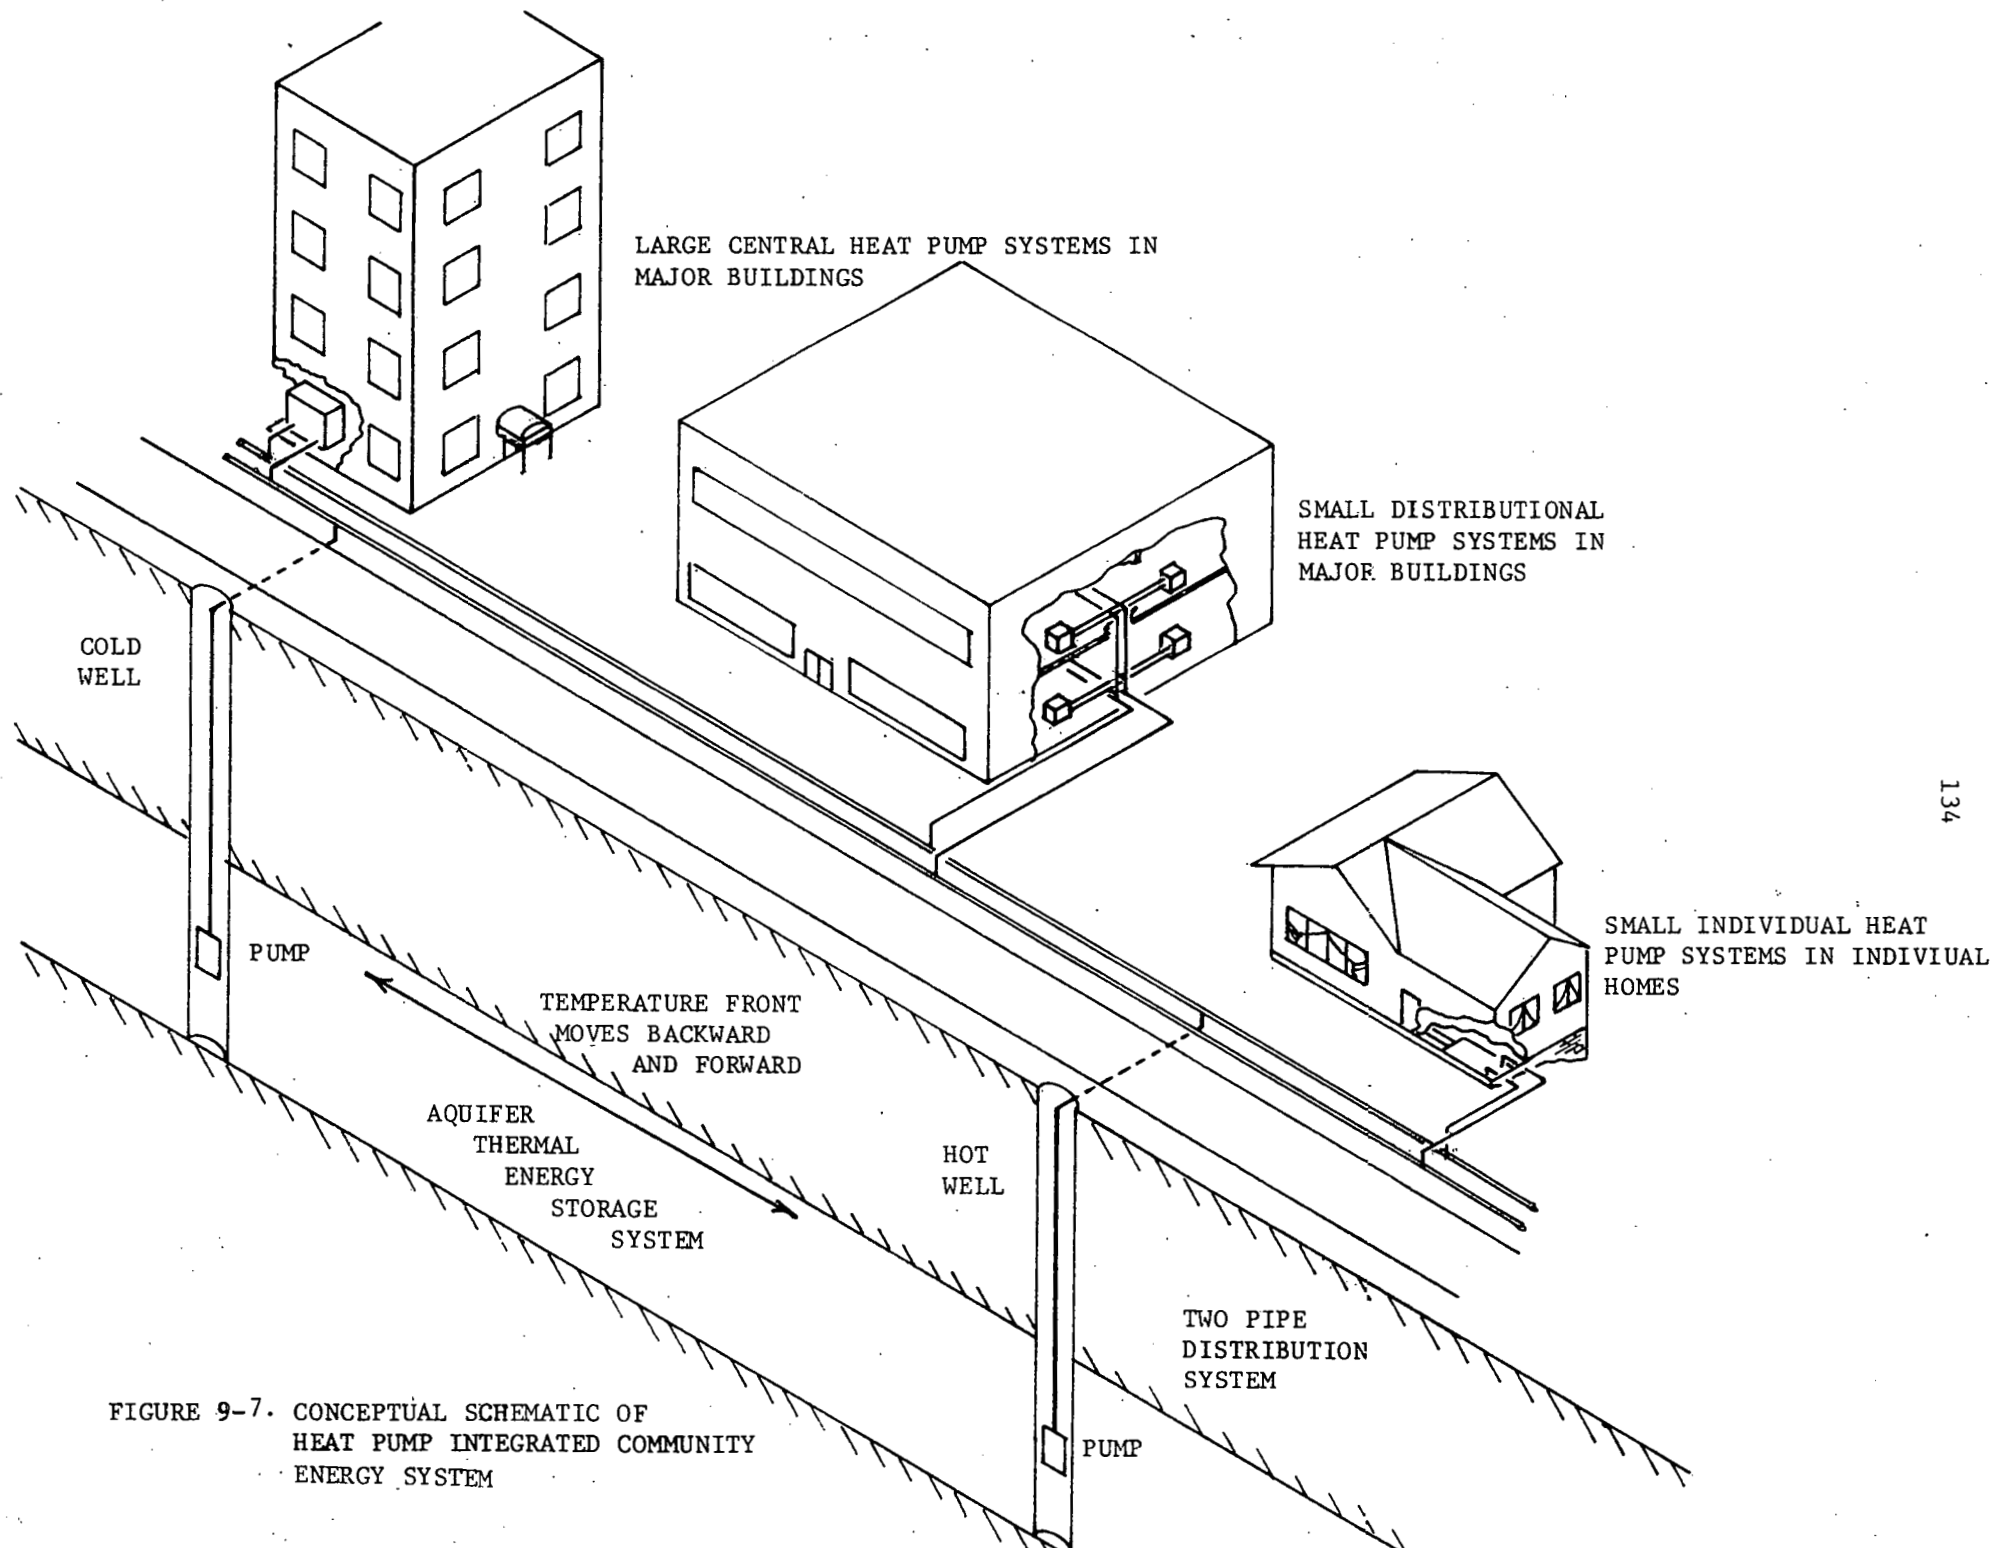 LARGE CENTRAL HEAT PUMP SYSTEMS IN
MAJOR BUILDINGS
SMALL DISTRIBUTIONAL
HEAT PUMP SYSTEMS IN
MAJOR BUILDINGS
COLD
WELL
134
SMALL INDIVIDUAL HEAT
PUMP SYSTEMS IN INDIVIUAL
HOMES
PUMP
TEMPERATURE FRONT
MOVES BACKWARD
AND FORWARD
AQUIFER
THERMAL
ENERGY
STORAGE
SYSTEM
HOT
WELL
TWO PIPE
DISTRIBUTION
SYSTEM
PUMP
FIGURE 9-7. CONCEPTUAL SCHEMATIC OF
HEAT PUMP INTEGRATED COMMUNITY
ENERGY SYSTEM